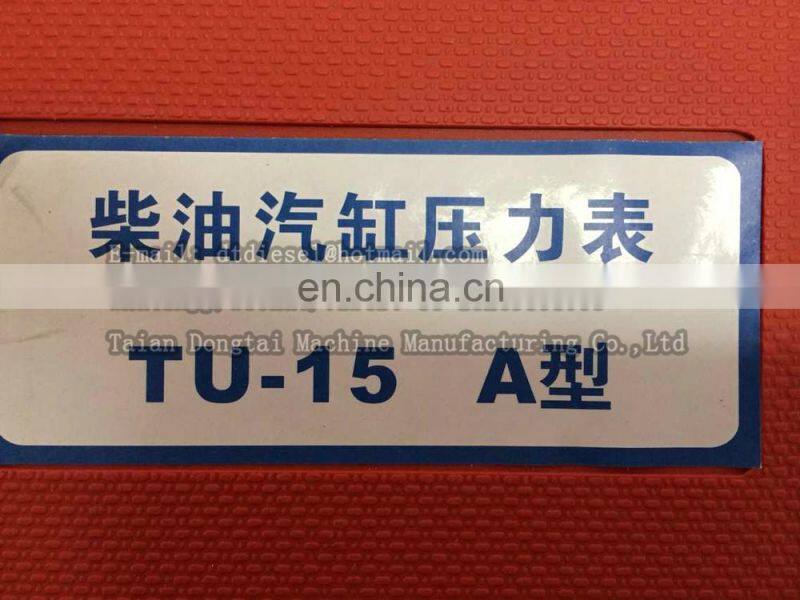 柴油汽缸压力表
E-mail: dtdiesel@hotmail.com
en.china.cn
Taian Dongtai Machine Manufacturing Co.,Ltd
TU-15 A型